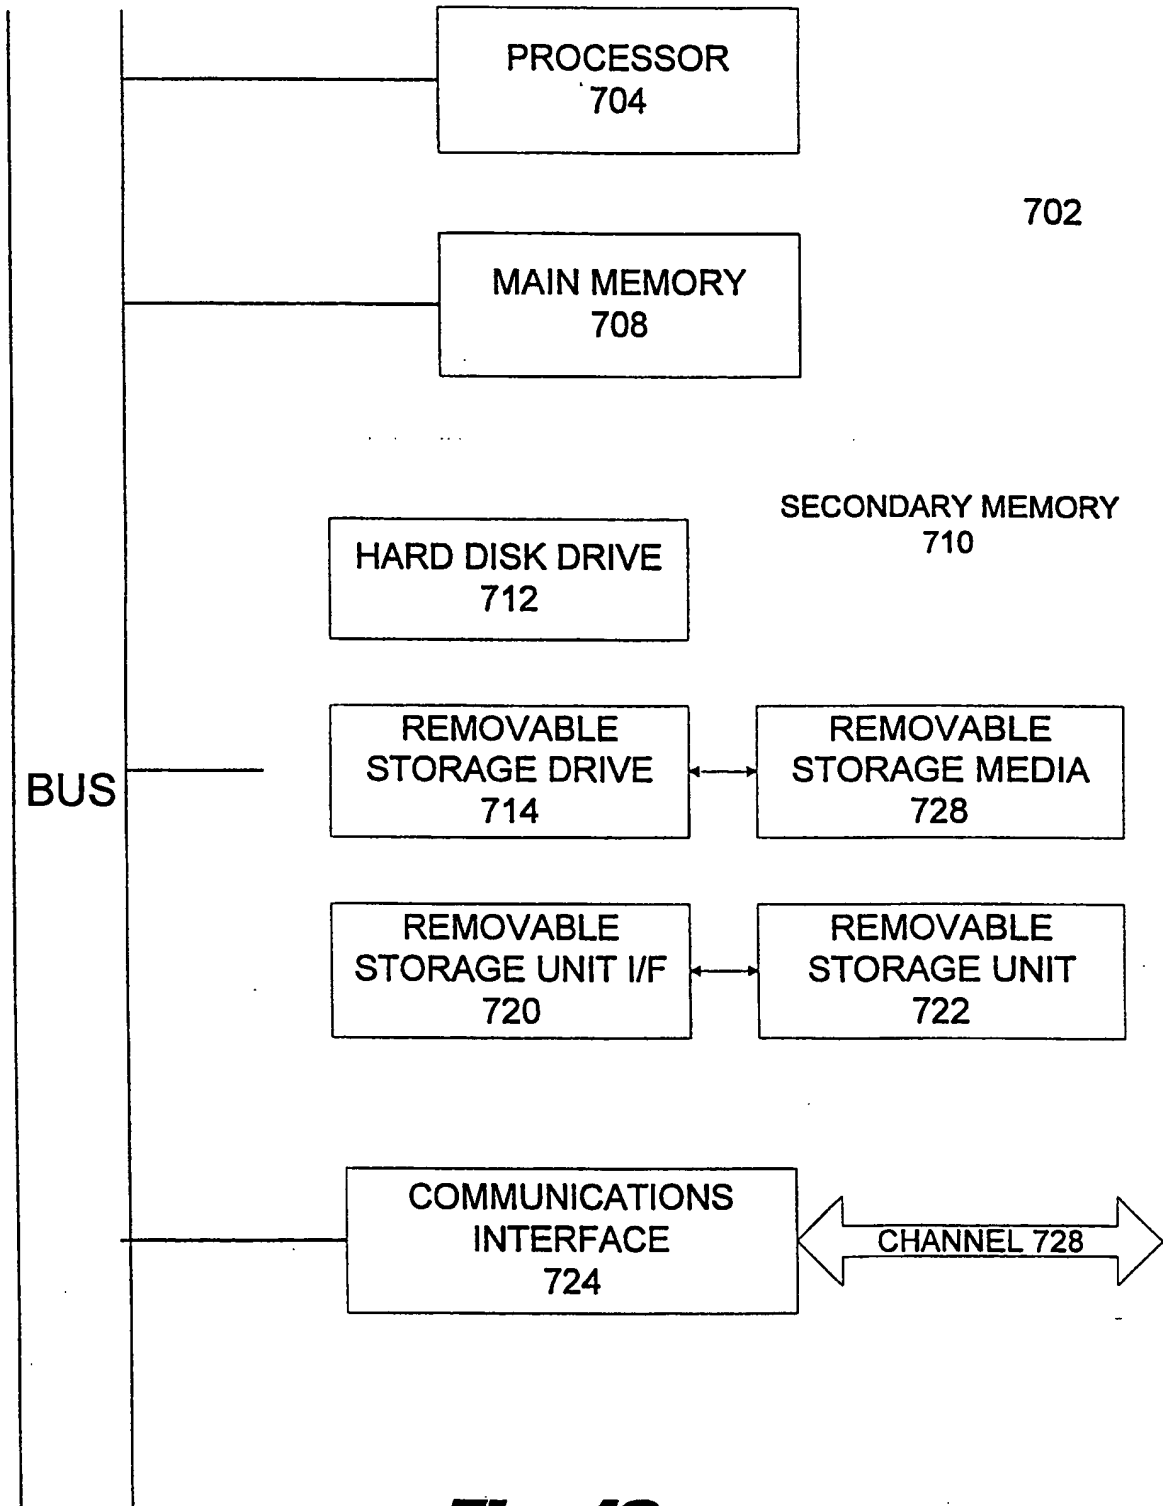 PROCESSOR
704
702
MAIN MEMORY
708
SECONDARY MEMORY
710
HARD DISK DRIVE
712
REMOVABLE
STORAGE DRIVE
714
REMOVABLE
STORAGE MEDIA
728
BUS
REMOVABLE
STORAGE UNIT I/F
720
REMOVABLE
STORAGE UNIT
722
COMMUNICATIONS
INTERFACE
724
CHANNEL 728